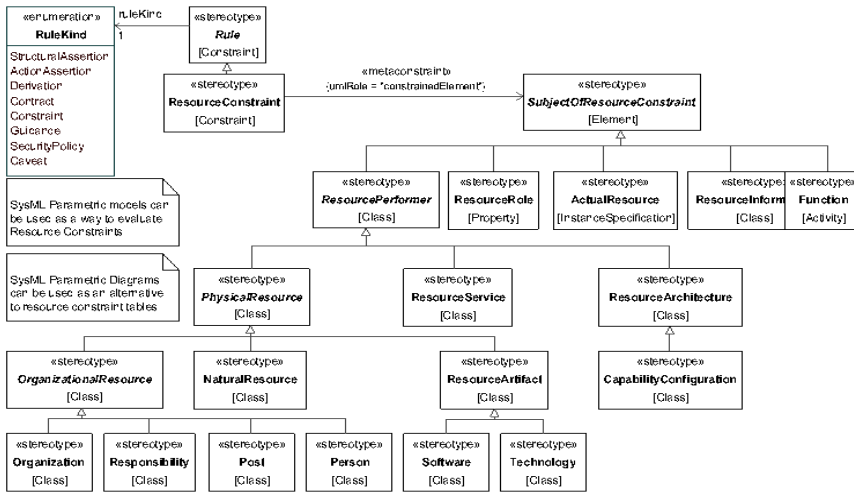 «enumeration»
RuleKind
StructuralAssertion
ActionAssertion
Derivation
Contract
Constraint
Guidance
SecurityPolicy
Caveat
ruleKind
1
«stereotype»
Rule
[Constraint]
«stereotype»
ResourceConstraint
[Constraint]
«metaconstraint»
{umlRole = "constrainedElement"}
«stereotype»
SubjectOfResourceConstraint
[Element]
SysML Parametric models can
be used as a way to evaluate
Resource Constraints
SysML Parametric Diagrams
can be used as an alternative
to resource constraint tables
«stereotype»
ResourcePerformer
[Class]
«stereotype»
ResourceRole
[Property]
«stereotype»
ActualResource
[InstanceSpecification]
«stereotype»
ResourceInform
[Class]
«stereotype»
Function
[Activity]
«stereotype»
PhysicalResource
[Class]
«stereotype»
ResourceService
[Class]
«stereotype»
ResourceArchitecture
[Class]
«stereotype»
OrganizationalResource
[Class]
«stereotype»
NaturalResource
[Class]
«stereotype»
ResourceArtifact
[Class]
«stereotype»
CapabilityConfiguration
[Class]
«stereotype»
Organization
[Class]
«stereotype»
Responsibility
[Class]
«stereotype»
Post
[Class]
«stereotype»
Person
[Class]
«stereotype»
Software
[Class]
«stereotype»
Technology
[Class]